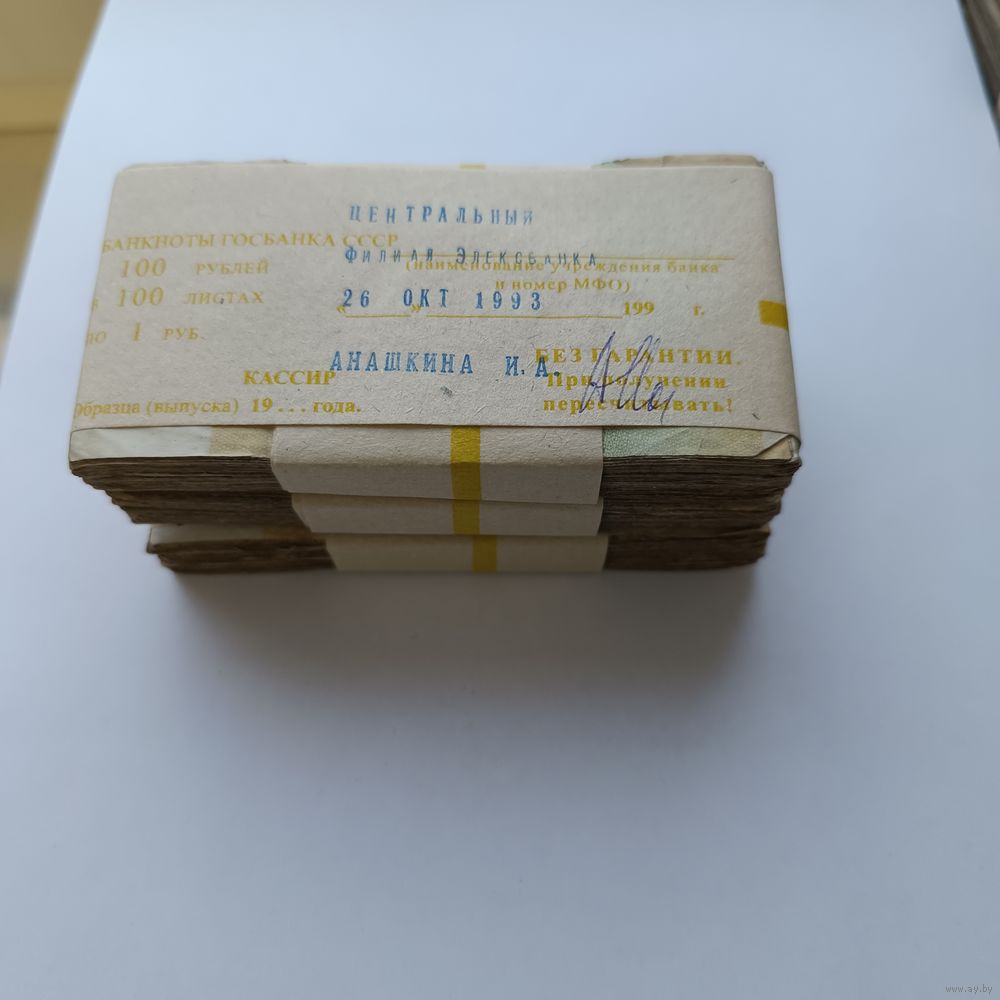 ЦЕНТРАЛЬНЫЙ
БАНКНОТЫ ГОСБАНКА СССР
ФИЛИАЛ ЭЛЕКСБАНКА
100 РУБЛЕЙ
(наименование учреждения банка
и номер МФО)
в 100 ЛИСТАХ
26 ОКТ 1993
„ “ 199 г.
по 1 РУБ.
АНАШКИНА И.А.
БЕЗ ГАРАНТИИ.
КАССИР
При получении
Образца (выпуска) 19...года.
пересчитывать!
www.ay.by